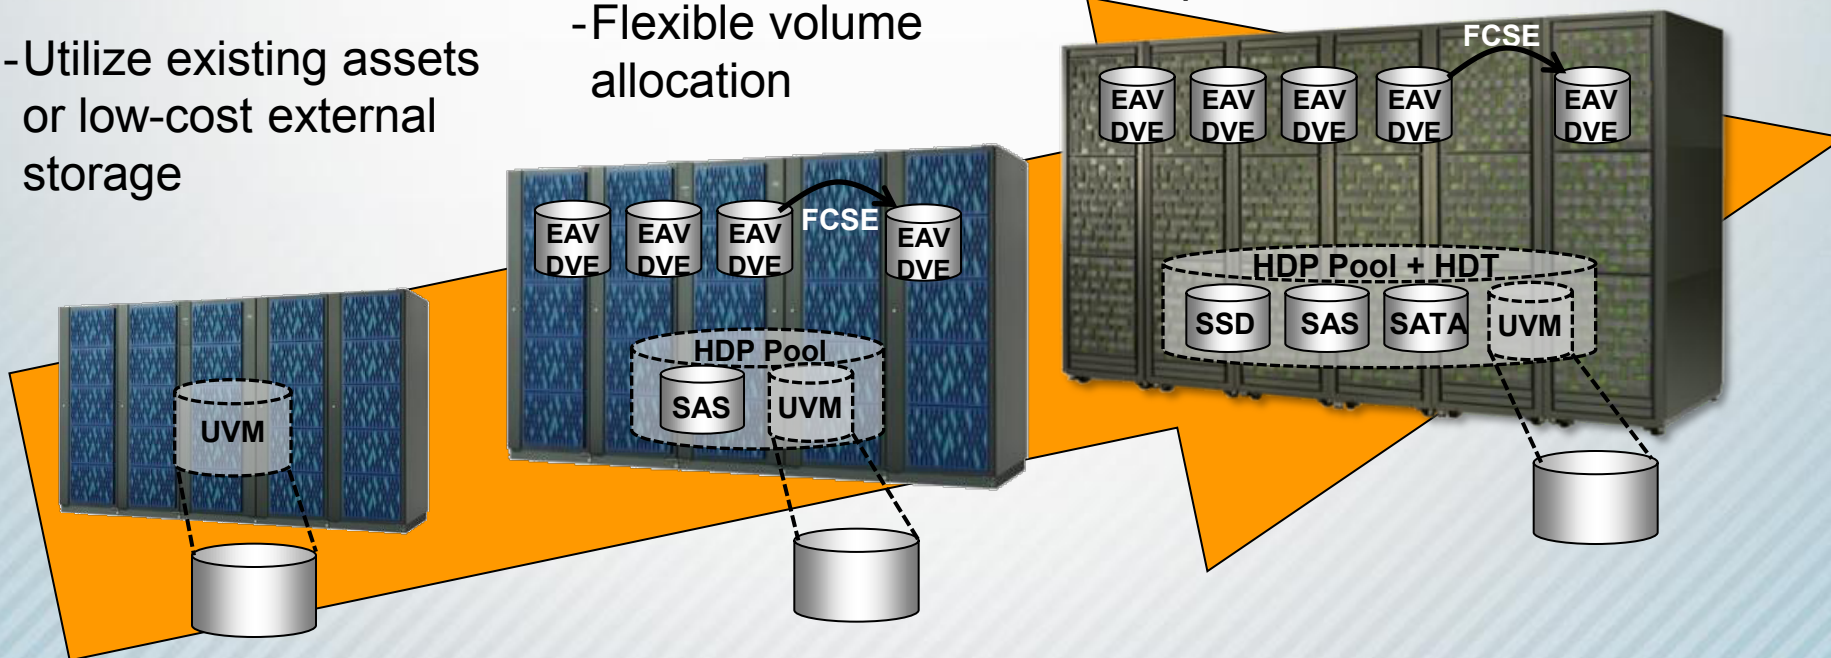 -Utilize existing assets
or low-cost external
storage
-Flexible volume
allocation
UVM
EAV
DVE
EAV
DVE
EAV
DVE
FCSE
EAV
DVE
HDP Pool
SAS
UVM
FCSE
EAV
DVE
EAV
DVE
EAV
DVE
EAV
DVE
EAV
DVE
HDP Pool + HDT
SSD
SAS
SATA
UVM